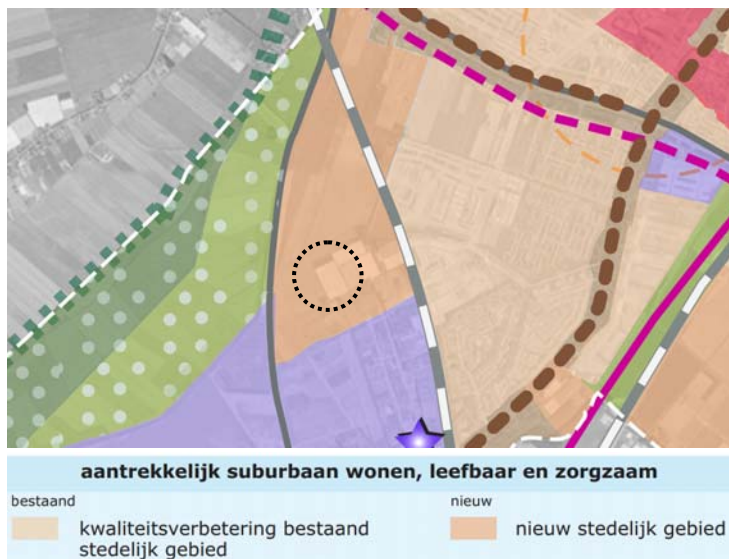 aantrekkelijk suburbaan wonen, leefbaar en zorgzaam
bestaand
nieuw
kwaliteitsverbetering bestaand
stedelijk gebied
nieuw stedelijk gebied